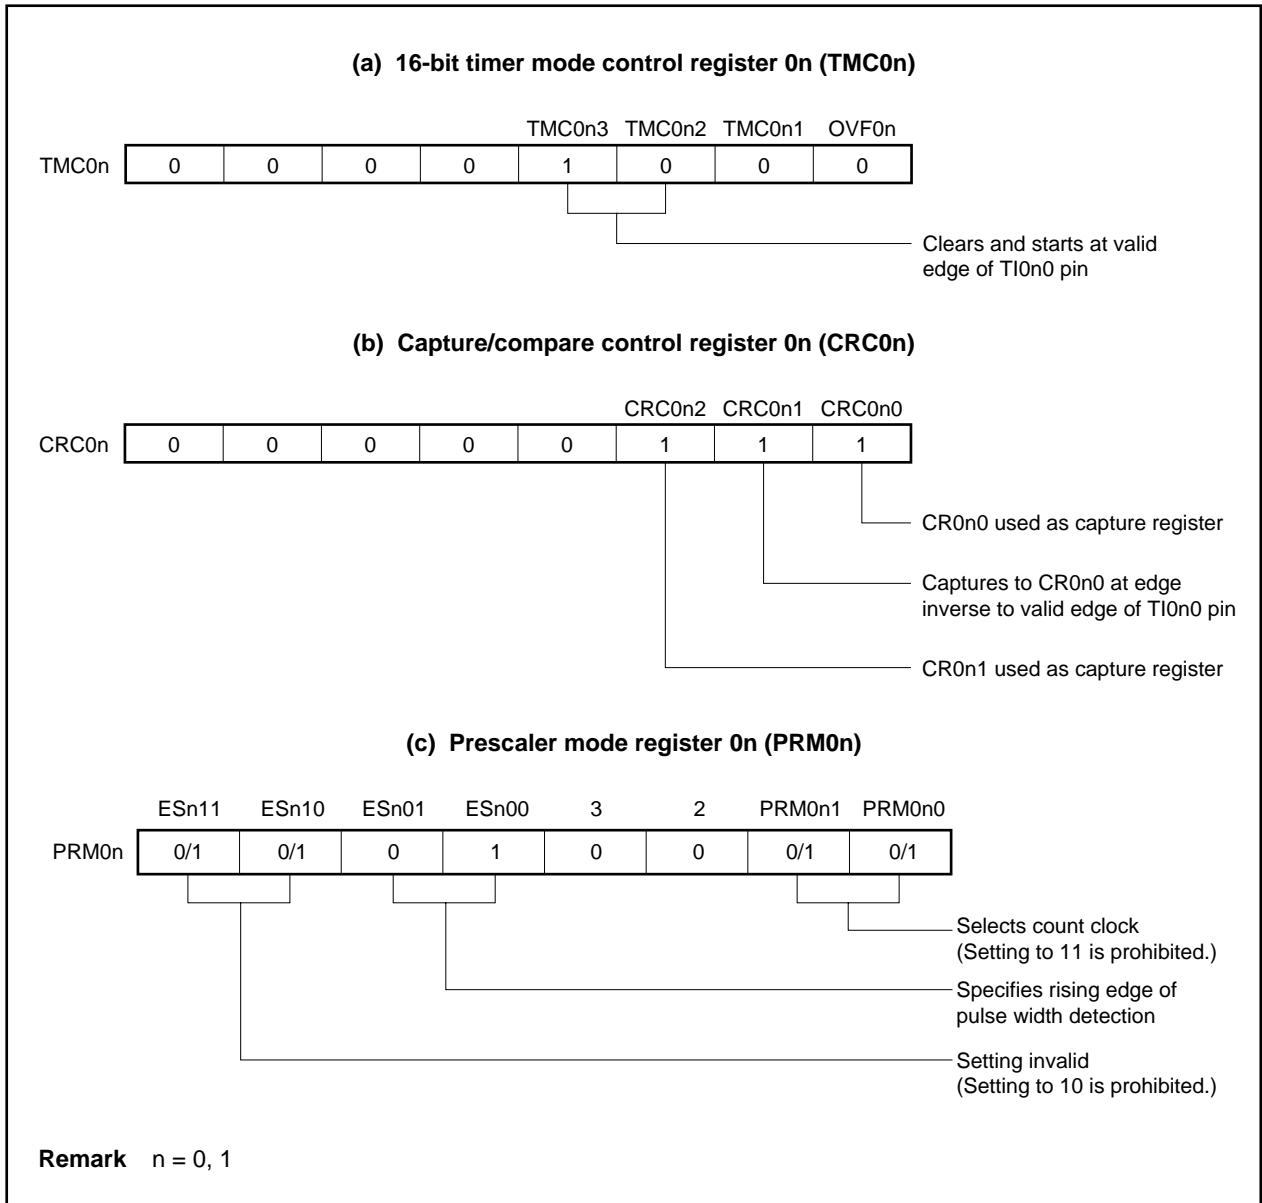 (a) 16-bit timer mode control register 0n (TMC0n)
TMC0n3 TMC0n2 TMC0n1 OVF0n
TMC0n 0 0 0 0 1 0 0 0
Clears and starts at valid
edge of TI0n0 pin
(b) Capture/compare control register 0n (CRC0n)
CRC0n2 CRC0n1 CRC0n0
CRC0n 0 0 0 0 0 1 1 1
CR0n0 used as capture register
Captures to CR0n0 at edge
inverse to valid edge of TI0n0 pin
CR0n1 used as capture register
(c) Prescaler mode register 0n (PRM0n)
ESn11 ESn10 ESn01 ESn00 3 2 PRM0n1 PRM0n0
PRM0n 0/1 0/1 0 1 0 0 0/1 0/1
Selects count clock
(Setting to 11 is prohibited.)
Specifies rising edge of
pulse width detection
Setting invalid
(Setting to 10 is prohibited.)
Remark n = 0, 1